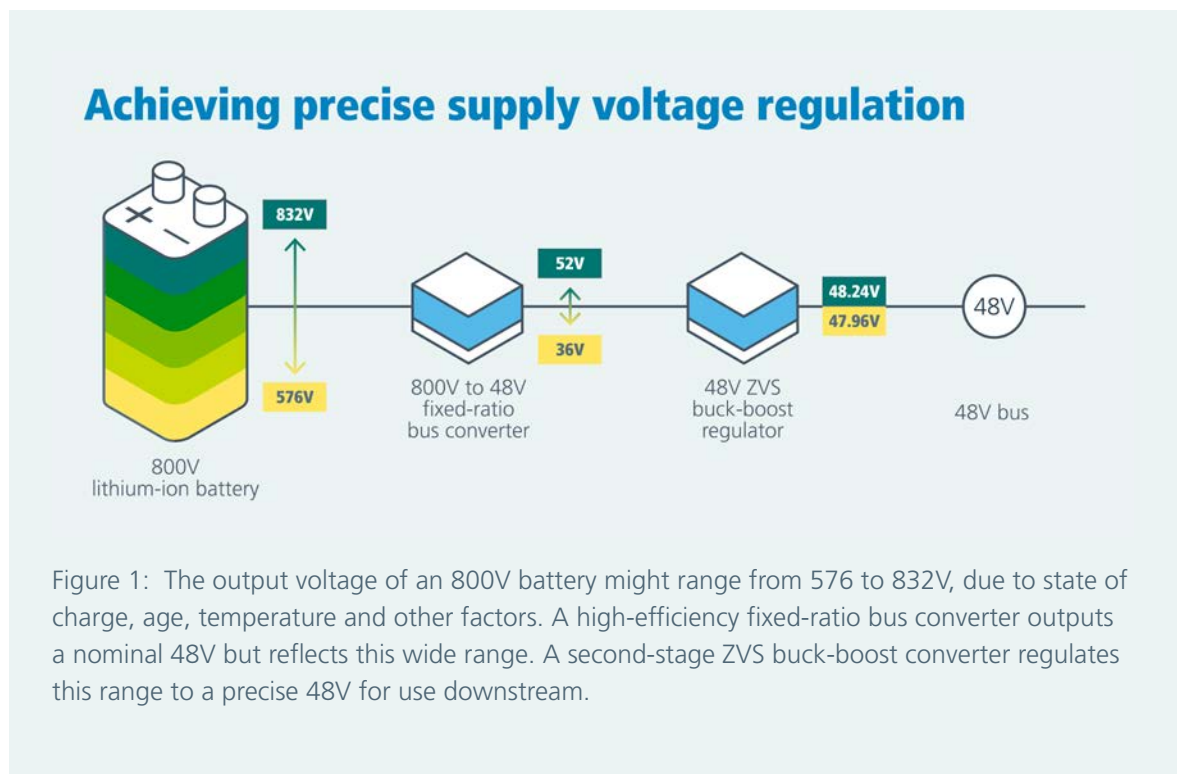 Achieving precise supply voltage regulation
832V
576V
800V
lithium-ion battery
800V to 48V
fixed-ratio
bus converter
52V
36V
48V ZVS
buck-boost
regulator
48.24V
47.96V
48V
48V bus
Figure 1: The output voltage of an 800V battery might range from 576 to 832V, due to state of
charge, age, temperature and other factors. A high-efficiency fixed-ratio bus converter outputs
a nominal 48V but reflects this wide range. A second-stage ZVS buck-boost converter regulates
this range to a precise 48V for use downstream.